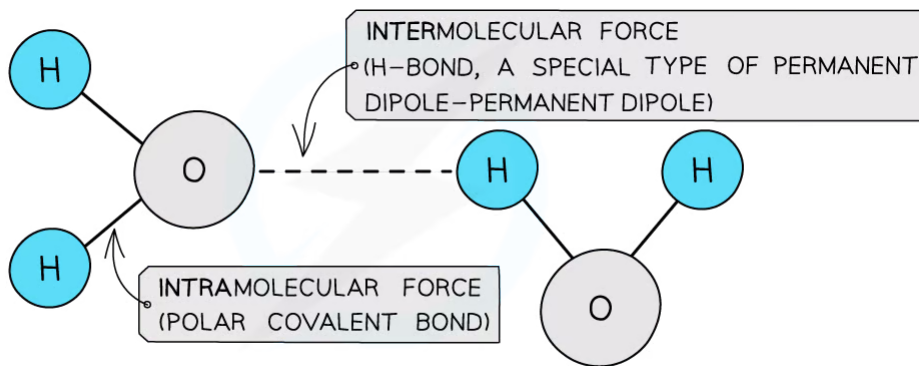 H
INTERMOLECULAR FORCE
(H-BOND, A SPECIAL TYPE OF PERMANENT
DIPOLE-PERMANENT DIPOLE)
O
H
H
H
INTRAMOLECULAR FORCE
(POLAR COVALENT BOND)
O